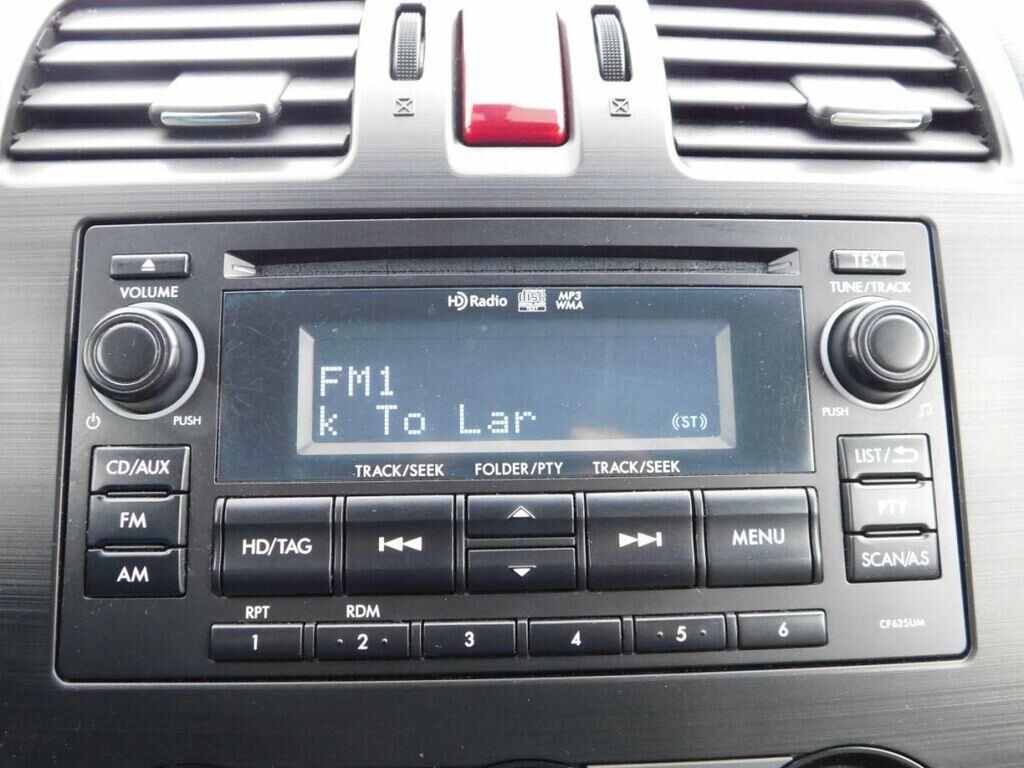 VOLUME
PUSH
HD Radio disc TEXT MP3 WMA
FM1
k To Lar (ST)
TRACK/SEEK FOLDER/PTY TRACK/SEEK
TEXT
TUNE/TRACK
PUSH
CD/AUX
FM
AM
HD/TAG MENU
LIST/
PTY
SCAN/A.S
RPT RDM
1 2 3 4 5 6
CF625UM